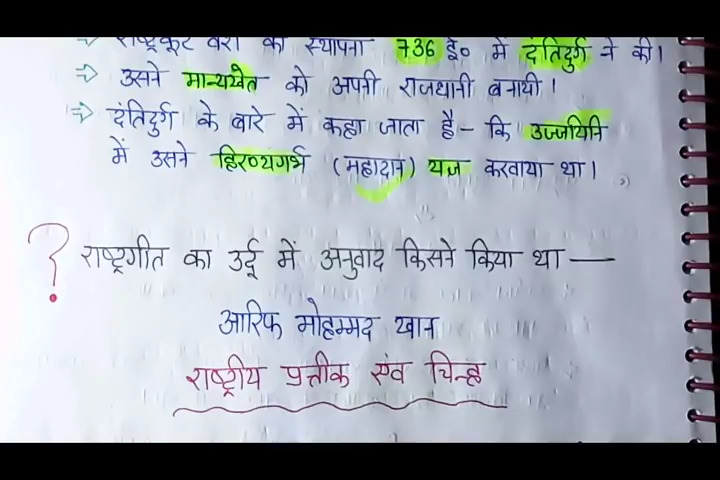 ⇒ राष्ट्रकूट वंश की स्थापना 736 ई० में दंतिदुर्ग ने की।
⇒ उसने मान्यखेत को अपनी राजधानी बनायी।
⇒ दंतिदुर्ग के बारे में कहा जाता है - कि उज्जयिनि
में उसने हिरण्यगर्भ (महादान) यज्ञ करवाया था।
? राष्ट्रगीत का उर्दू में अनुवाद किसने किया था —
आरिफ मोहम्मद खान
राष्ट्रीय प्रतीक एंव चिन्ह